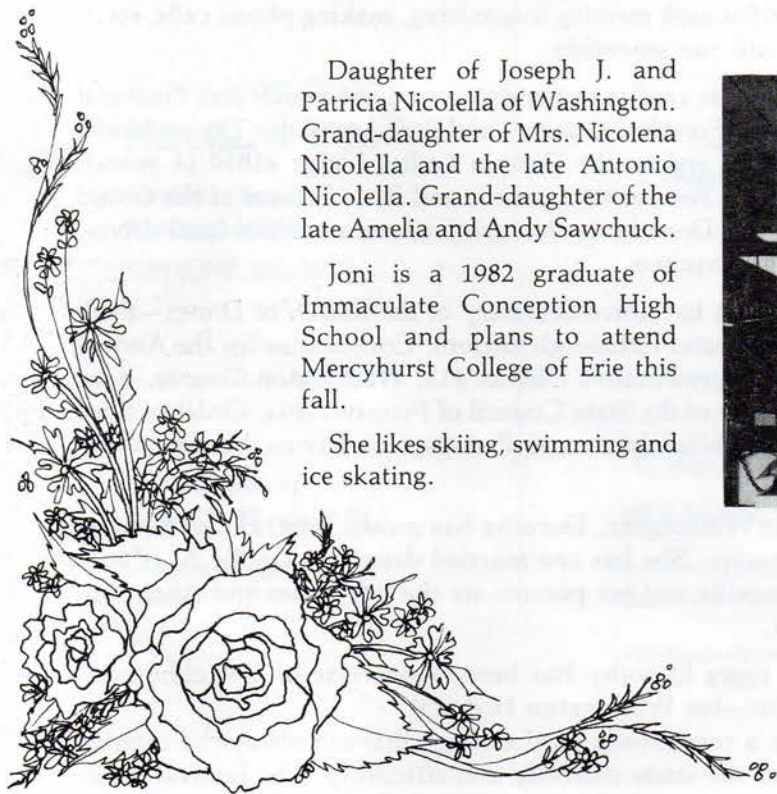 Daughter of Joseph J. and
Patricia Nicolella of Washington
Grand-daughter of Mrs. Nicolena
Nicolella and the late Antonio
Nicolella. Grand-daughter of the
late Amelia and Andy Sawchuck.
Joni is a 1982 graduate of
Immaculate Conception High
School and plans to attend
Mercyhurst College of Erie this
fall.
She likes skiing, swimming and
ice skating.